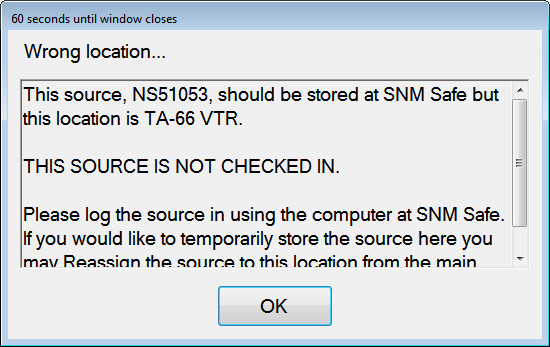 60 seconds until window closes
Wrong location...
This source, NS51053, should be stored at SNM Safe but
this location is TA-66 VTR.
THIS SOURCE IS NOT CHECKED IN.
Please log the source in using the computer at SNM Safe.
If you would like to temporarily store the source here you
may Reassign the source to this location from the main
OK